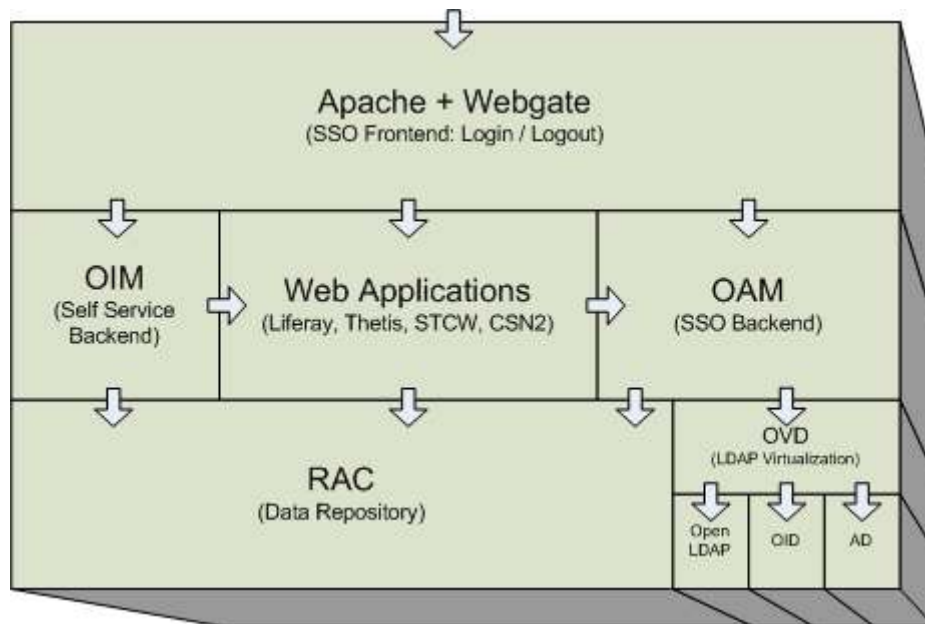 Apache + Webgate
(SSO Frontend: Login / Logout)
OIM
(Self Service
Backend)
Web Applications
(Liferay, Thetis, STCW, CSN2)
OAM
(SSO Backend)
RAC
(Data Repository)
OVD
(LDAP Virtualization)
Open
LDAP
OID
AD